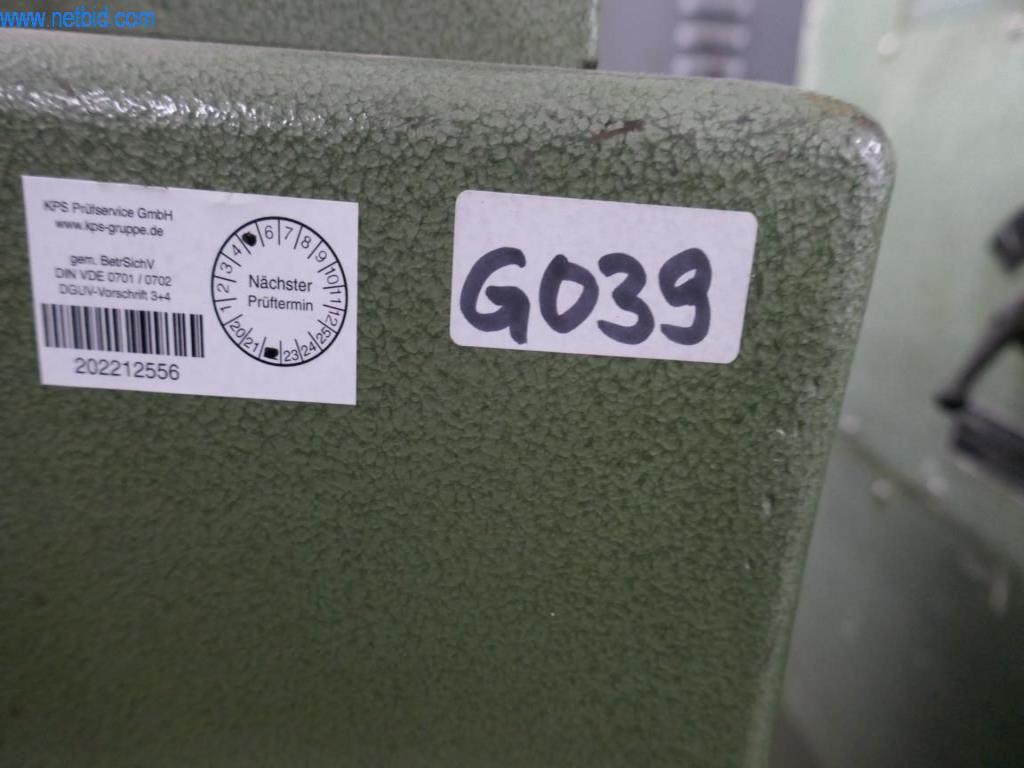 www.netbid.com
KPS Prüfservice GmbH
www.kps-gruppe.de
gem. BetrSichV
DIN VDE 0701 / 0702
DGUV-Vorschrift 3+4
202212556
1 2 3 4 6 7 8 9 10 11 12
Nächster
Prüftermin
20 21 23 24 25
G039